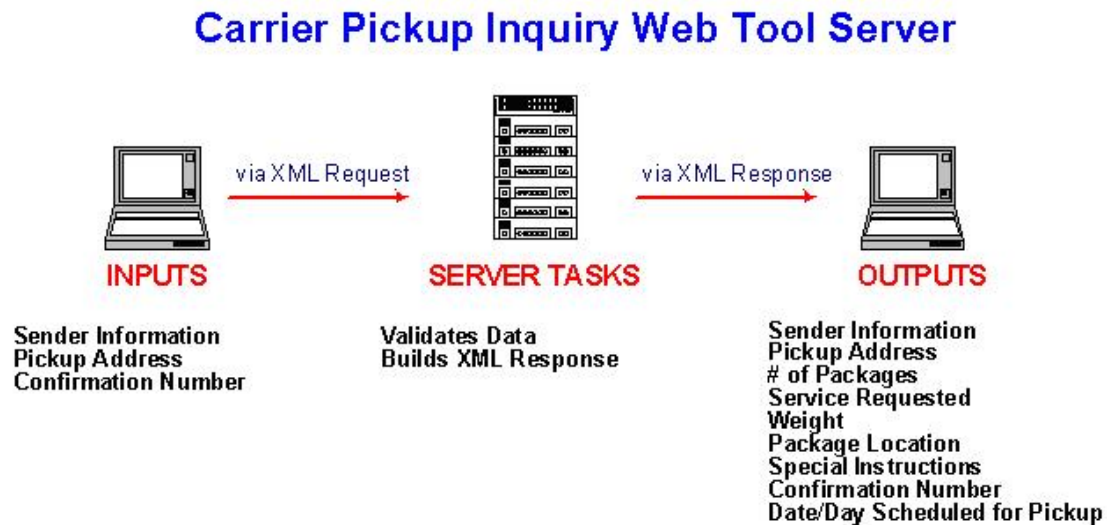 Carrier Pickup Inquiry Web Tool Server
via XML Request
via XML Response
INPUTS
SERVER TASKS
OUTPUTS
Sender Information
Pickup Address
Confirmation Number
Validates Data
Builds XML Response
Sender Information
Pickup Address
# of Packages
Service Requested
Weight
Package Location
Special Instructions
Confirmation Number
Date/Day Scheduled for Pickup